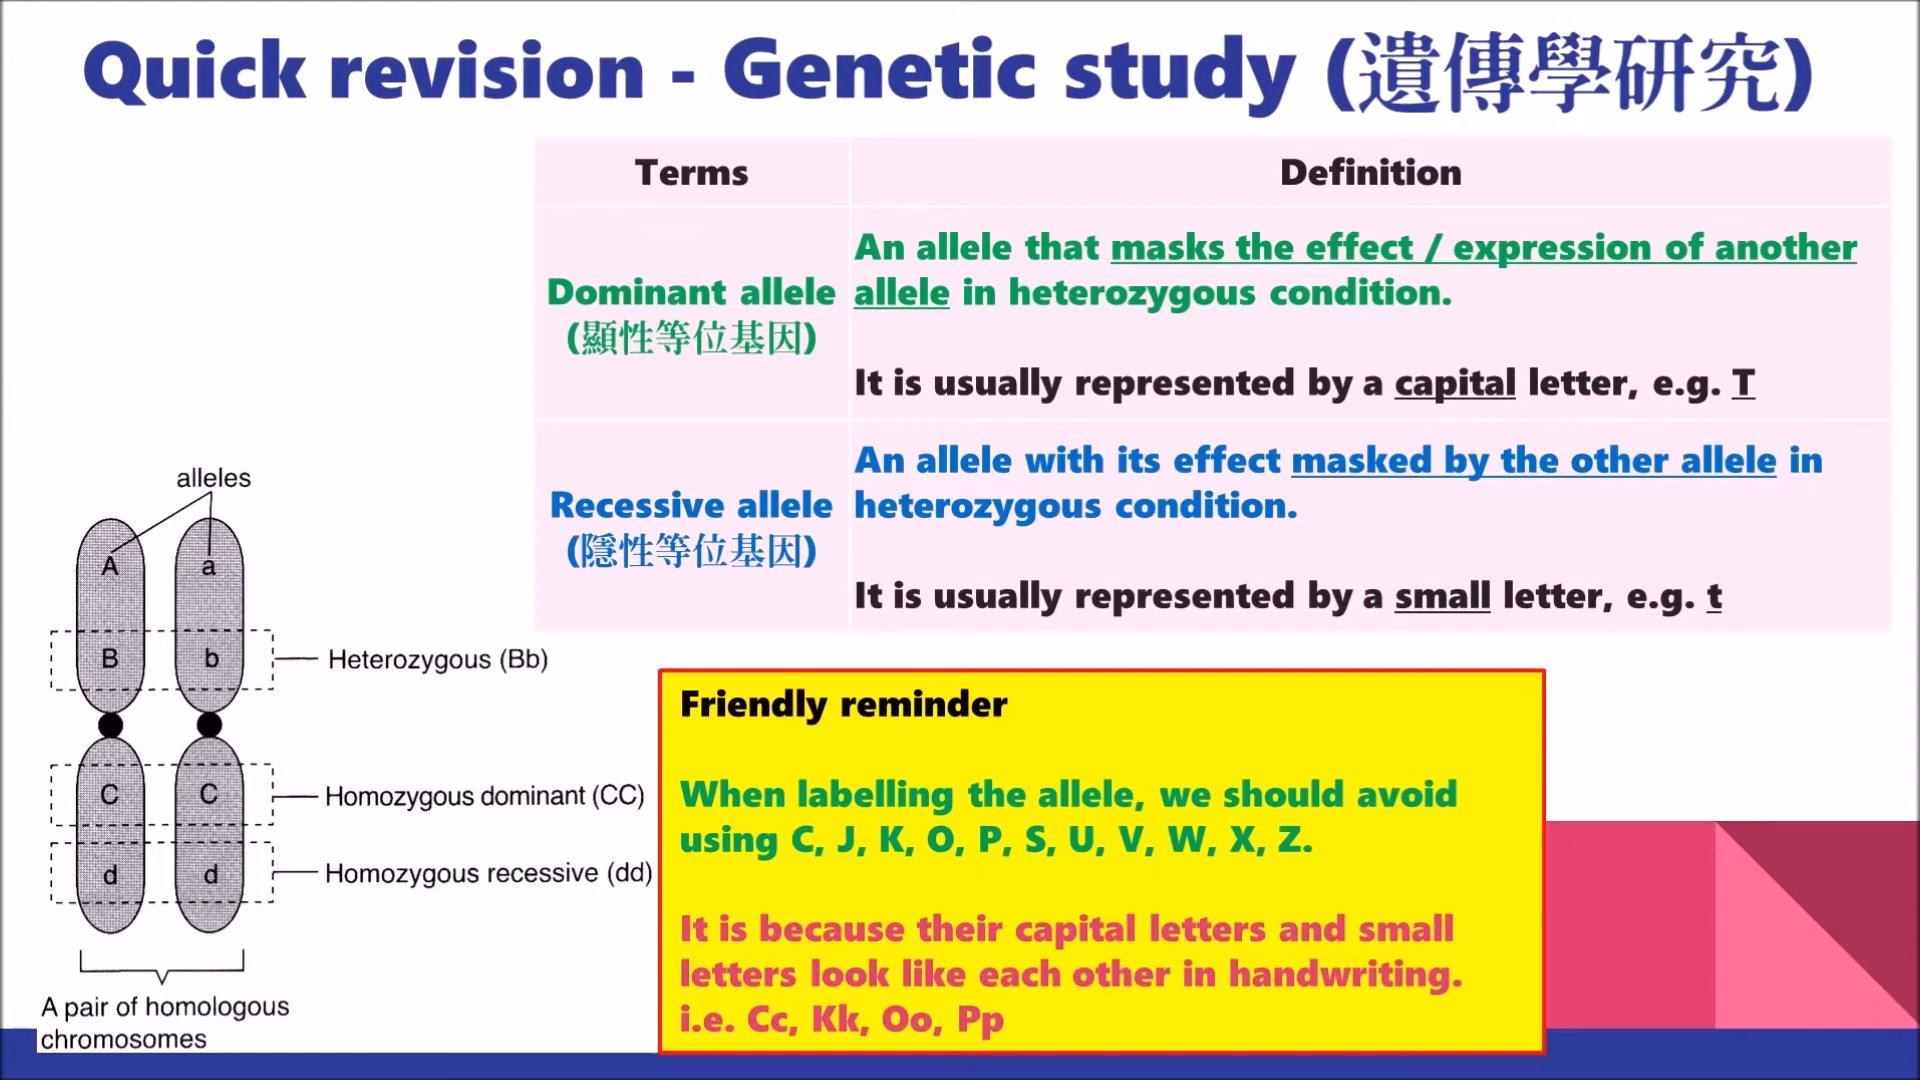 Quick revision - Genetic study (遺傳學研究)
Terms
Definition
Dominant allele
(顯性等位基因)
An allele that masks the effect / expression of another
allele in heterozygous condition.
It is usually represented by a capital letter, e.g. T
Recessive allele
(隱性等位基因)
An allele with its effect masked by the other allele in
heterozygous condition.
It is usually represented by a small letter, e.g. t
alleles
A a
B b
Heterozygous (Bb)
C C
Homozygous dominant (CC)
d d
Homozygous recessive (dd)
A pair of homologous
chromosomes
Friendly reminder
When labelling the allele, we should avoid
using C, J, K, O, P, S, U, V, W, X, Z.
It is because their capital letters and small
letters look like each other in handwriting.
i.e. Cc, Kk, Oo, Pp